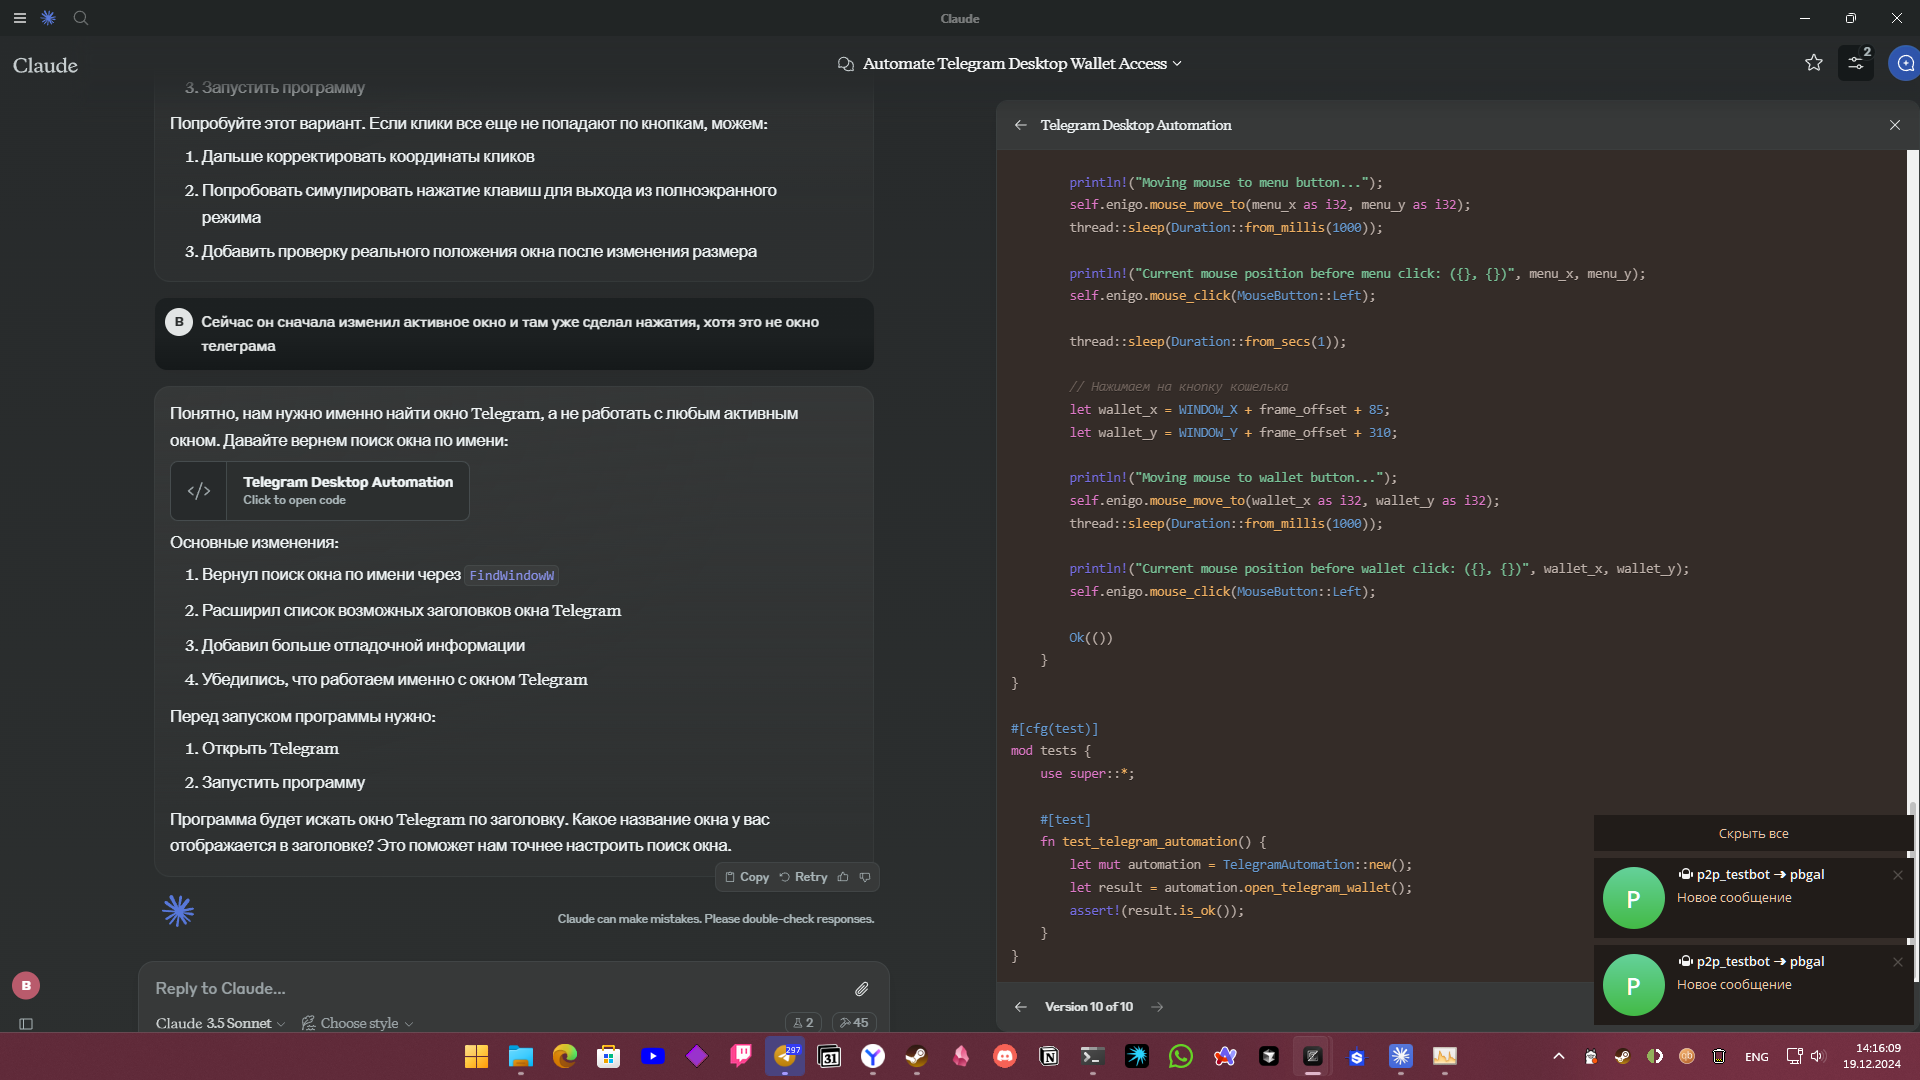 Claude
Claude
Automate Telegram Desktop Wallet Access
2
3. Запустить программу
Попробуйте этот вариант. Если клики все еще не попадают по кнопкам, можем:
1. Дальше корректировать координаты кликов
2. Попробовать симулировать нажатие клавиш для выхода из полноэкранного
режима
3. Добавить проверку реального положения окна после изменения размера
B
Сейчас он сначала изменил активное окно и там уже сделал нажатия, хотя это не окно
телеграма
Понятно, нам нужно именно найти окно Telegram, а не работать с любым активным
окном. Давайте вернем поиск окна по имени:
</>
Telegram Desktop Automation
Click to open code
Основные изменения:
1. Вернул поиск окна по имени через FindWindowW
2. Расширил список возможных заголовков окна Telegram
3. Добавил больше отладочной информации
4. Убедились, что работаем именно с окном Telegram
Перед запуском программы нужно:
1. Открыть Telegram
2. Запустить программу
Программа будет искать окно Telegram по заголовку. Какое название окна у вас
отображается в заголовке? Это поможет нам точнее настроить поиск окна.
Copy Retry
Claude can make mistakes. Please double-check responses.
B
Reply to Claude...
Claude 3.5 Sonnet Choose style 2 45
Telegram Desktop Automation
println!("Moving mouse to menu button...");
self.enigo.mouse_move_to(menu_x as i32, menu_y as i32);
thread::sleep(Duration::from_millis(1000));
println!("Current mouse position before menu click: ({}, {})", menu_x, menu_y);
self.enigo.mouse_click(MouseButton::Left);
thread::sleep(Duration::from_secs(1));
// Нажимаем на кнопку кошелька
let wallet_x = WINDOW_X + frame_offset + 85;
let wallet_y = WINDOW_Y + frame_offset + 310;
println!("Moving mouse to wallet button...");
self.enigo.mouse_move_to(wallet_x as i32, wallet_y as i32);
thread::sleep(Duration::from_millis(1000));
println!("Current mouse position before wallet click: ({}, {})", wallet_x, wallet_y);
self.enigo.mouse_click(MouseButton::Left);
Ok(())
}
}
#[cfg(test)]
mod tests {
use super::*;
#[test]
fn test_telegram_automation() {
let mut automation = TelegramAutomation::new();
let result = automation.open_telegram_wallet();
assert!(result.is_ok());
}
}
Version 10 of 10
Скрыть все
P
p2p_testbot ➔ pbgal
Новое сообщение
P
p2p_testbot ➔ pbgal
Новое сообщение
297
31
ENG
14:16:09
19.12.2024